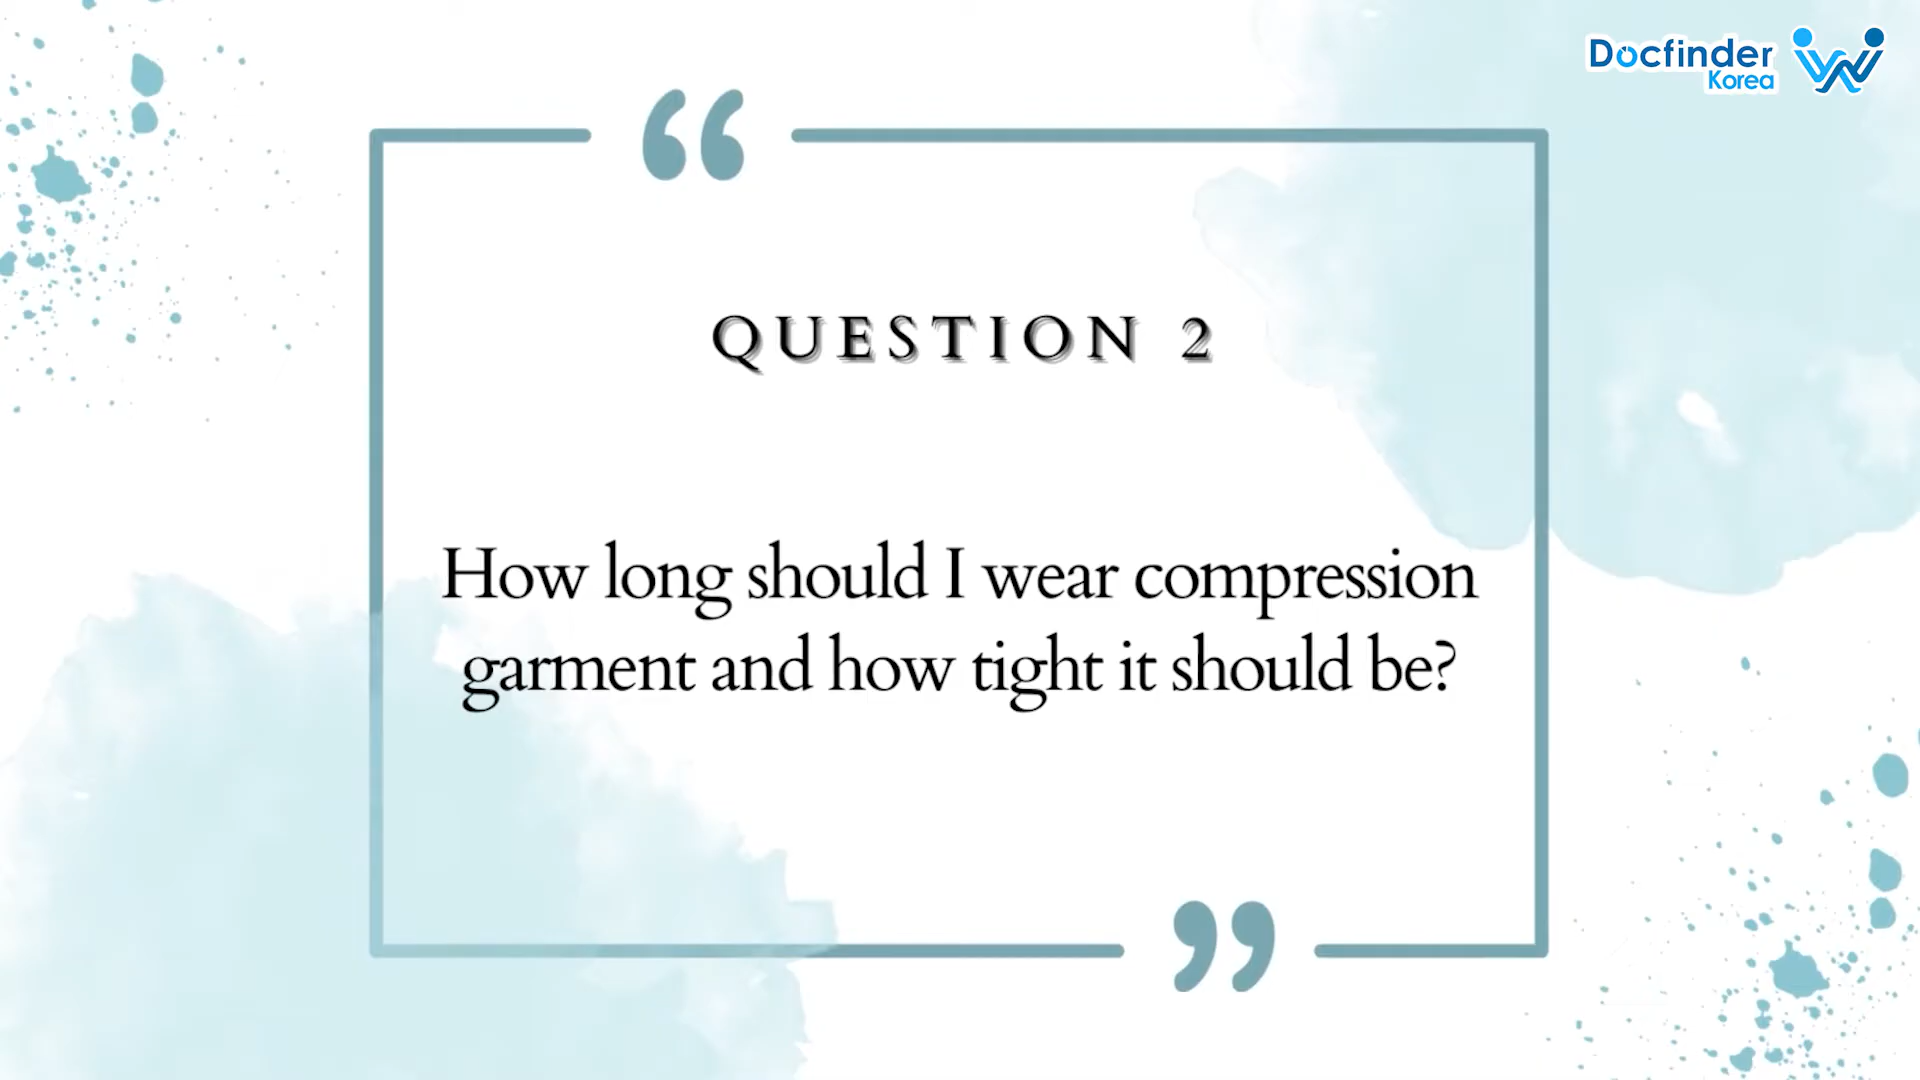 Docfinder
Korea
QUESTION 2
How long should I wear compression
garment and how tight it should be?